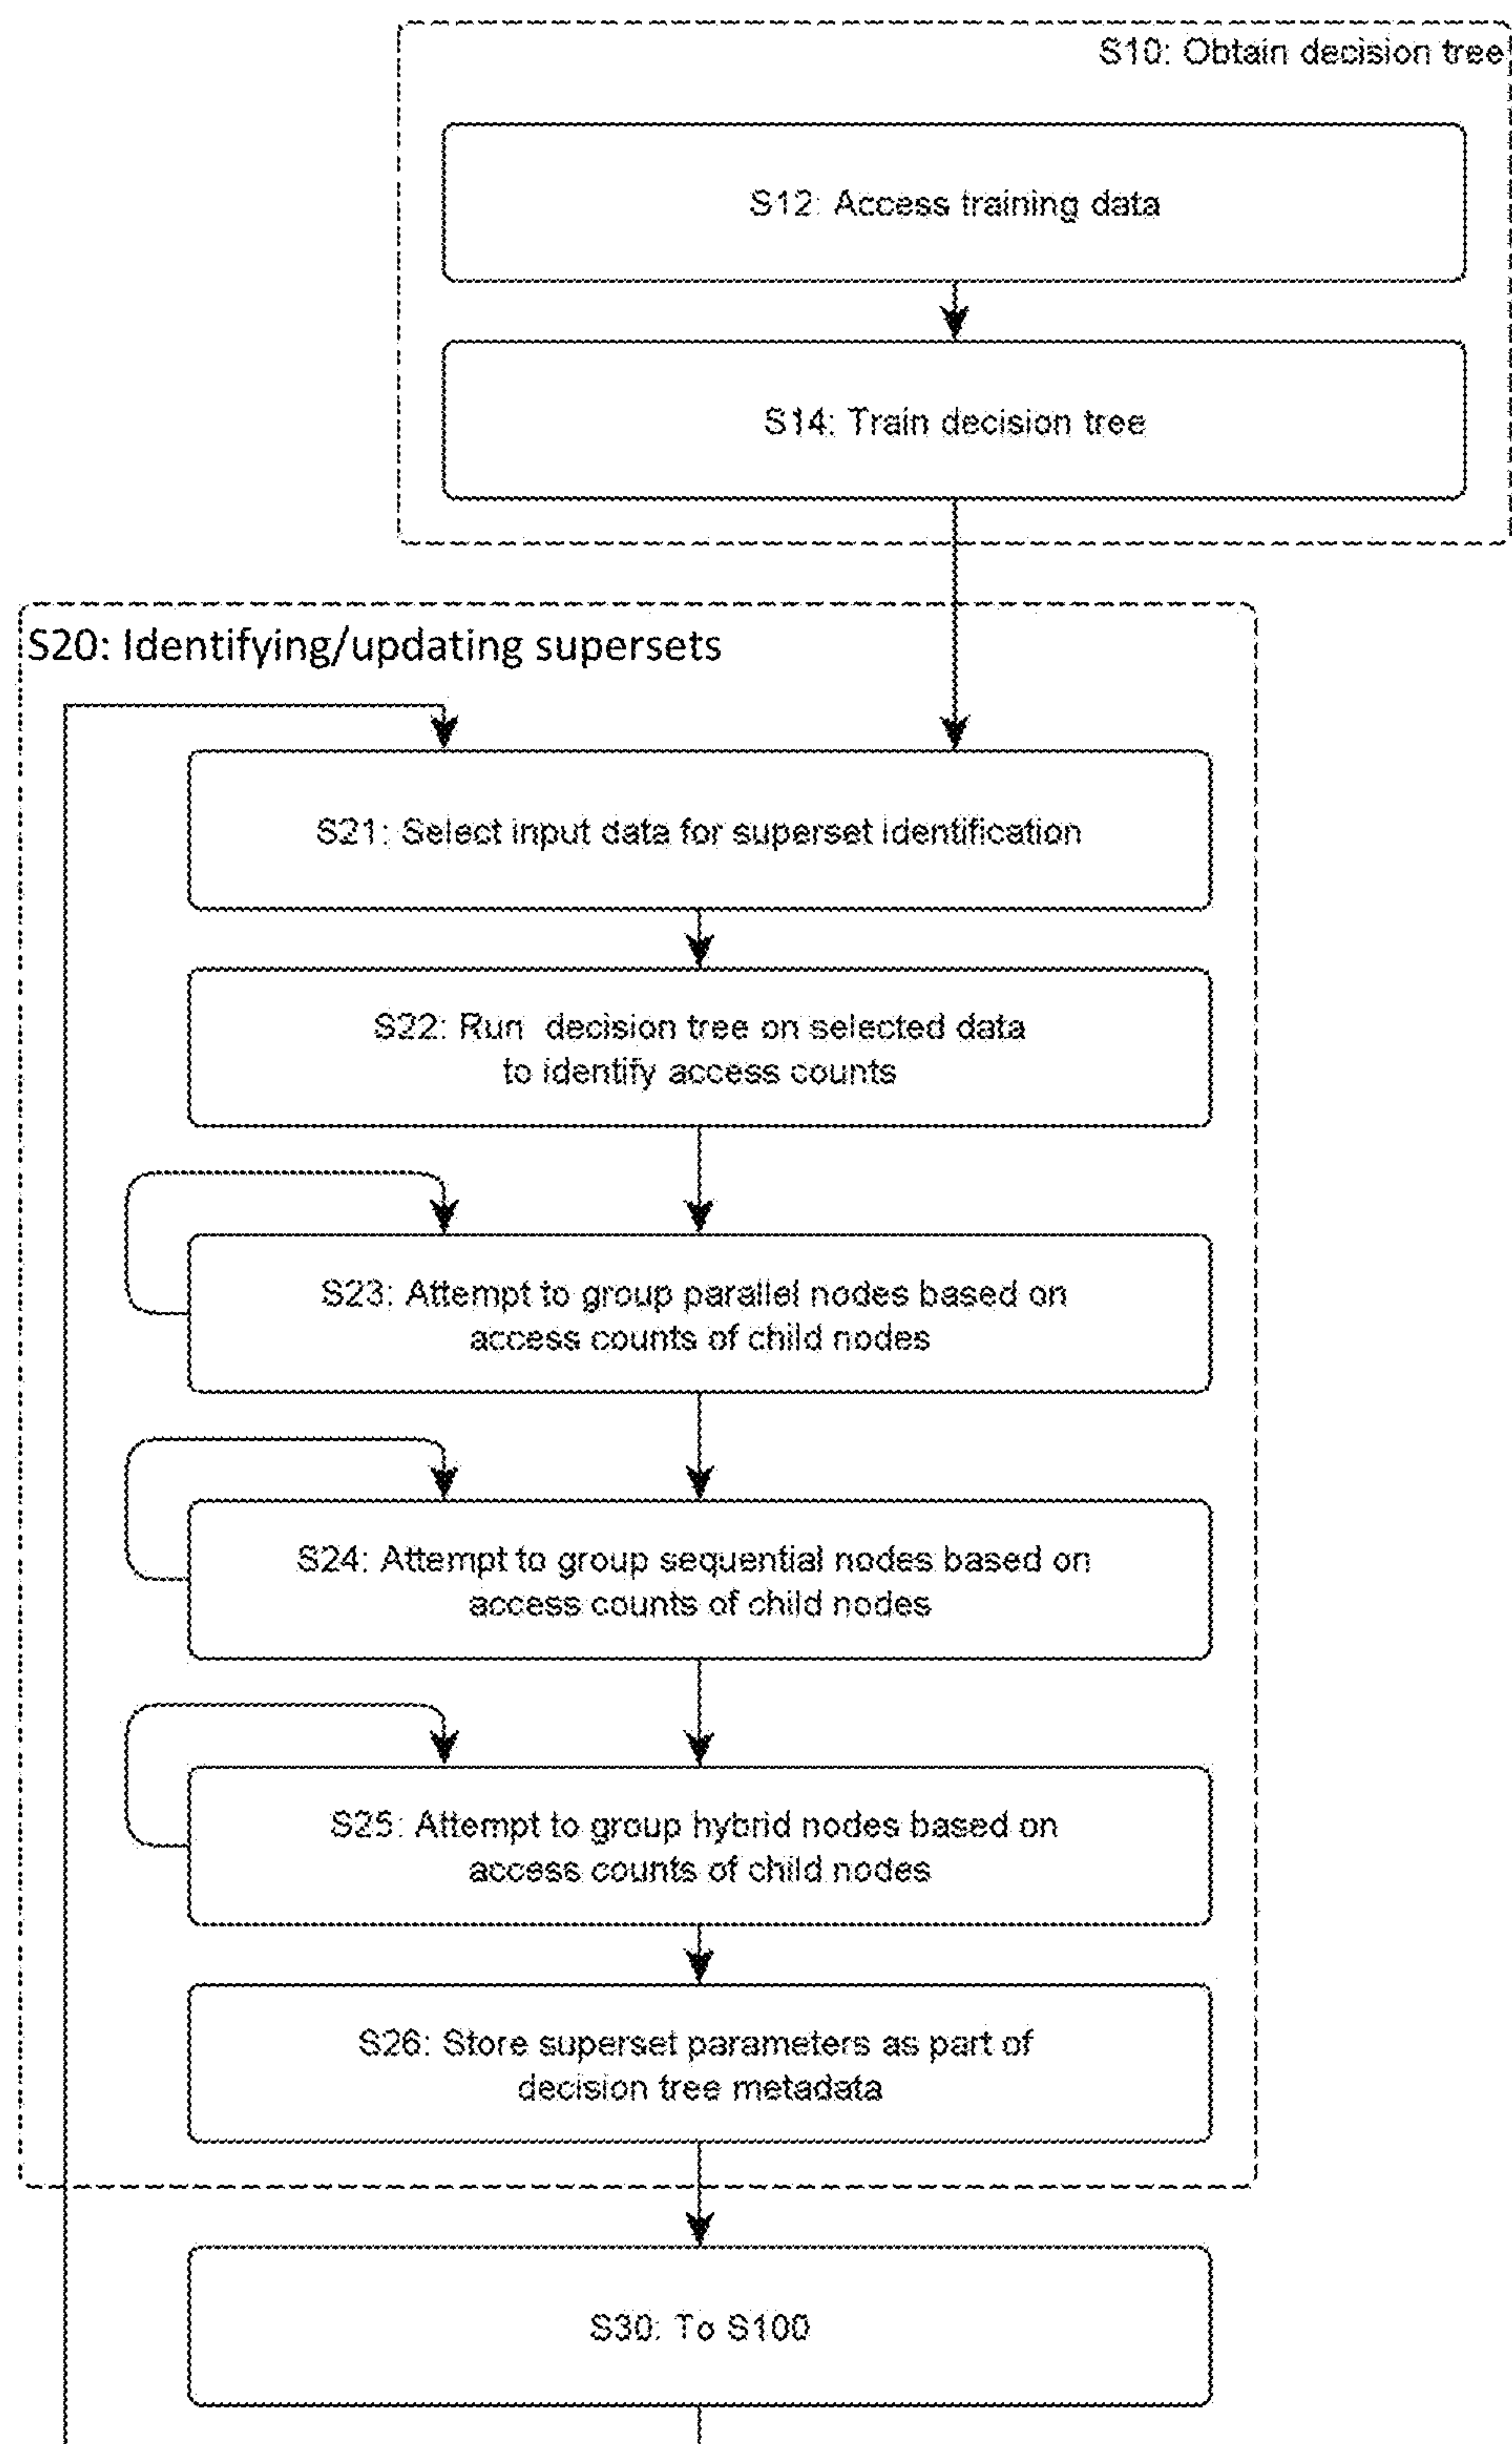 S10: Obtain decision tree
S12: Access training data
S14: Train decision tree
S20: Identifying/updating supersets
S21: Select input data for superset identification
S22: Run decision tree on selected data
to identify access counts
S23: Attempt to group parallel nodes based on
access counts of child nodes
S24: Attempt to group sequential nodes based on
access counts of child nodes
S25: Attempt to group hybrid nodes based on
access counts of child nodes
S26: Store superset parameters as part of
decision tree metadata
S30: To S100